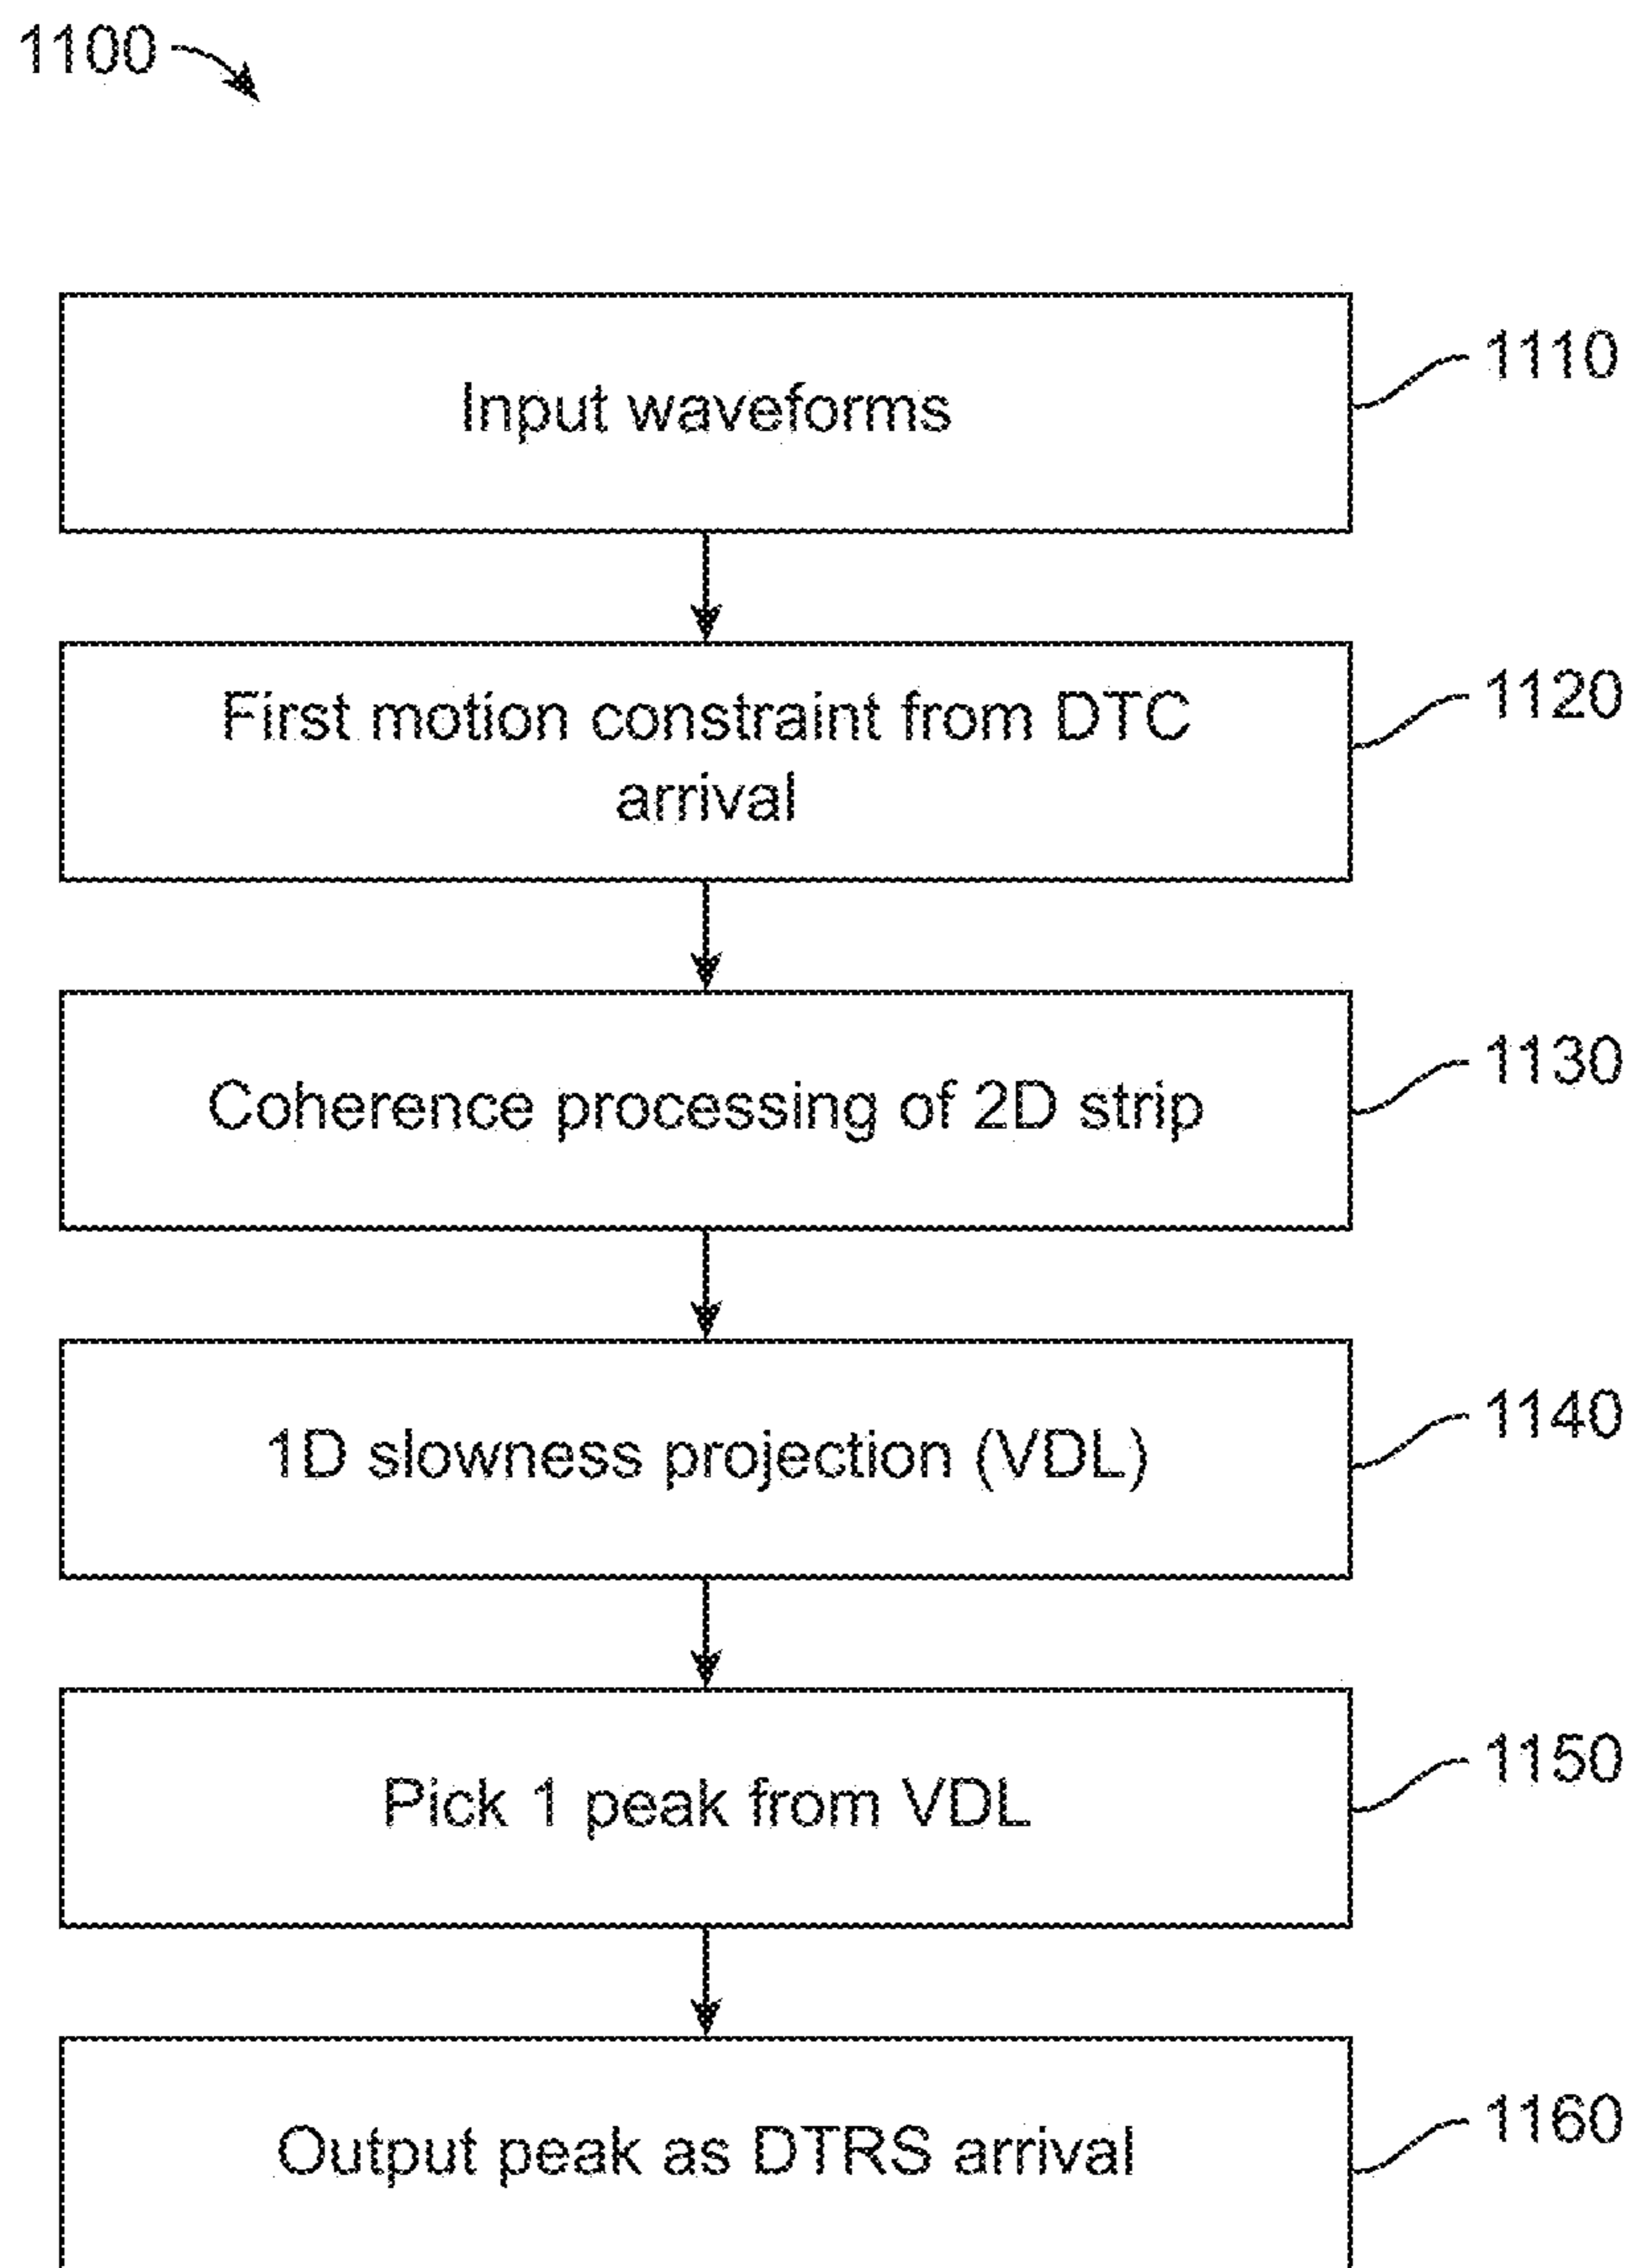 1100
Input waveforms
1110
First motion constraint from DTC
arrival
1120
Coherence processing of 2D strip
1130
1D slowness projection (VDL)
1140
Pick 1 peak from VDL
1150
Output peak as DTRS arrival
1160